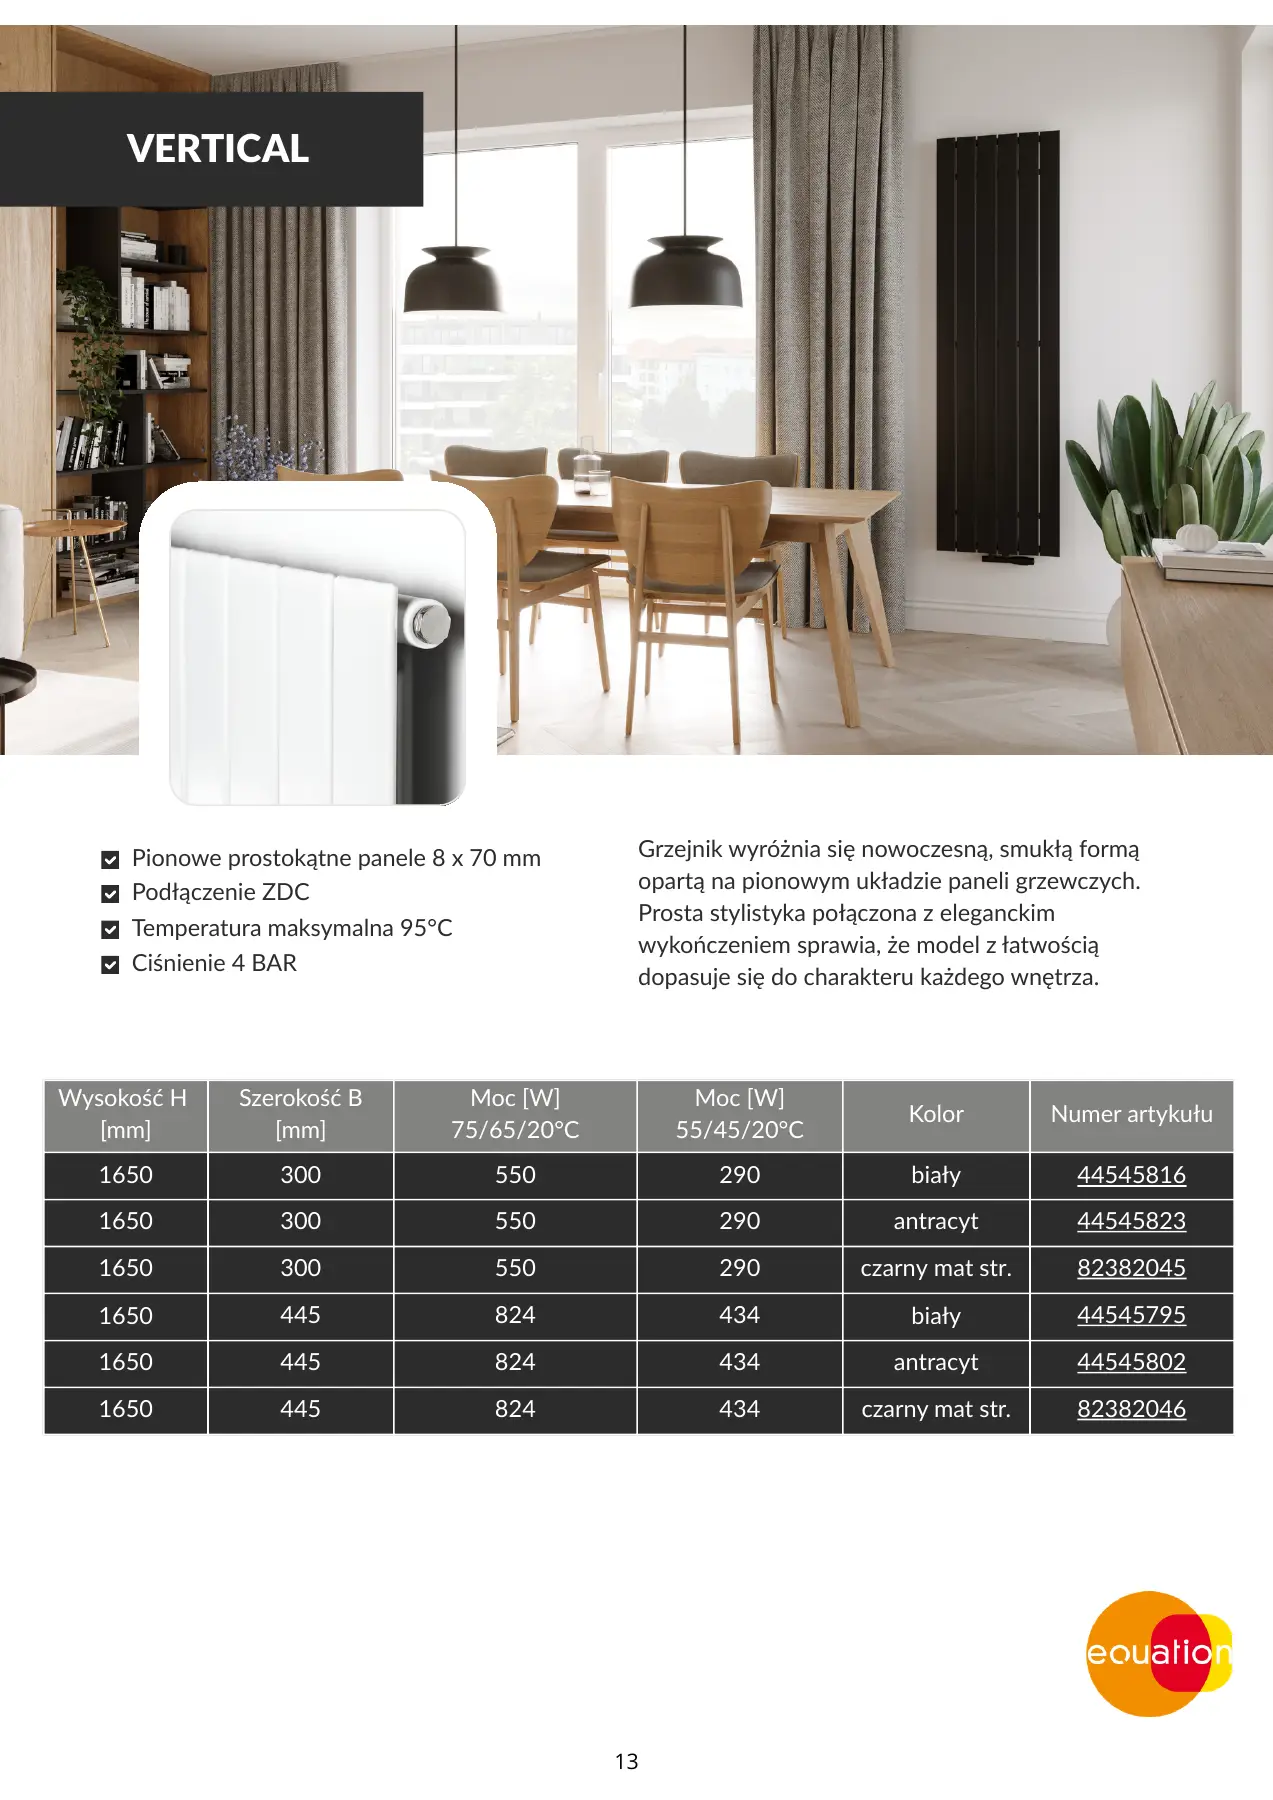 VERTICAL
Pionowe prostokątne panele 8 x 70 mm
Podłączenie ZDC
Temperatura maksymalna 95°C
Ciśnienie 4 BAR
Grzejnik wyróżnia się nowoczesną, smukłą formą
opartą na pionowym układzie paneli grzewczych.
Prosta stylistyka połączona z eleganckim
wykończeniem sprawia, że model z łatwością
dopasuje się do charakteru każdego wnętrza.
Wysokość H [mm] Szerokość B [mm] Moc [W] 75/65/20°C Moc [W] 55/45/20°C Kolor Numer artykułu
1650 300 550 290 biały 44545816
1650 300 550 290 antracyt 44545823
1650 300 550 290 czarny mat str. 82382045
1650 445 824 434 biały 44545795
1650 445 824 434 antracyt 44545802
1650 445 824 434 czarny mat str. 82382046
equation
13